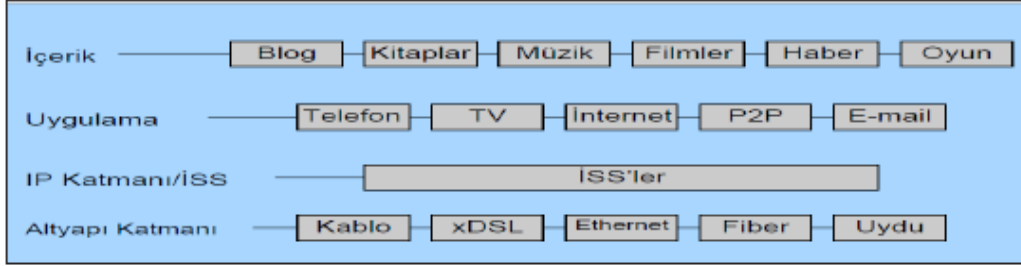 İçerik Blog Kitaplar Müzik Filmler Haber Oyun
Uygulama Telefon TV İnternet P2P E-mail
IP Katmanı/İSS İSS'ler
Altyapı Katmanı Kablo xDSL Ethernet Fiber Uydu